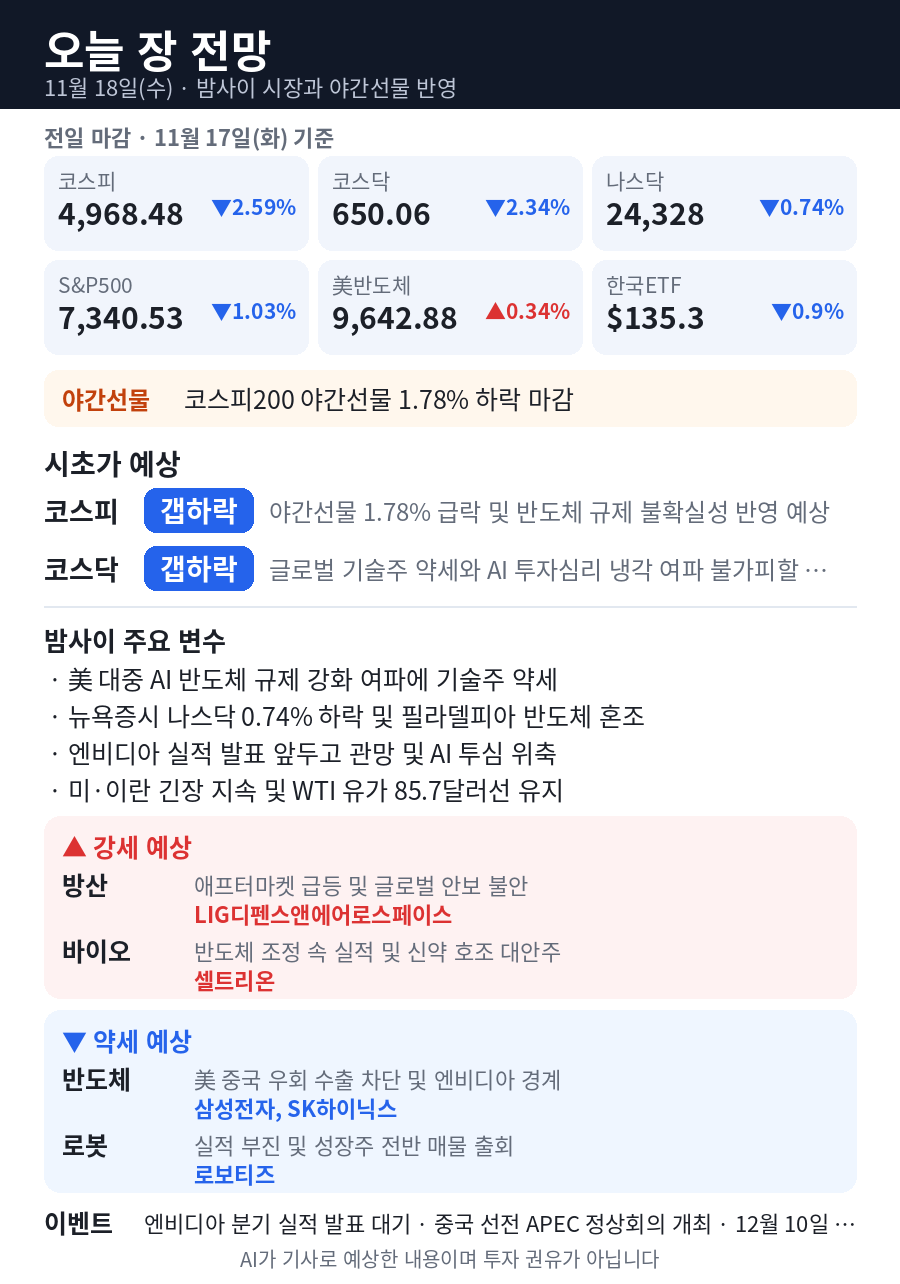 오늘 장 전망
11월 18일(수) · 밤사이 시장과 야간선물 반영
전일 마감 · 11월 17일(화) 기준
코스피
4,968.48 ▼2.59%
코스닥
650.06 ▼2.34%
나스닥
24,328 ▼0.74%
S&P500
7,340.53 ▼1.03%
美반도체
9,642.88 ▲0.34%
한국ETF
$135.3 ▼0.9%
야간선물 코스피200 야간선물 1.78% 하락 마감
시초가 예상
코스피 갭하락 야간선물 1.78% 급락 및 반도체 규제 불확실성 반영 예상
코스닥 갭하락 글로벌 기술주 약세와 AI 투자심리 냉각 여파 불가피할 …
밤사이 주요 변수
· 美 대중 AI 반도체 규제 강화 여파에 기술주 약세
· 뉴욕증시 나스닥 0.74% 하락 및 필라델피아 반도체 혼조
· 엔비디아 실적 발표 앞두고 관망 및 AI 투심 위축
· 미·이란 긴장 지속 및 WTI 유가 85.7달러선 유지
▲ 강세 예상
방산 애프터마켓 급등 및 글로벌 안보 불안
LIG디펜스앤에어로스페이스
바이오 반도체 조정 속 실적 및 신약 호조 대안주
셀트리온
▼ 약세 예상
반도체 美 중국 우회 수출 차단 및 엔비디아 경계
삼성전자, SK하이닉스
로봇 실적 부진 및 성장주 전반 매물 출회
로보티즈
이벤트 엔비디아 분기 실적 발표 대기 · 중국 선전 APEC 정상회의 개최 · 12월 10일 …
AI가 기사로 예상한 내용이며 투자 권유가 아닙니다